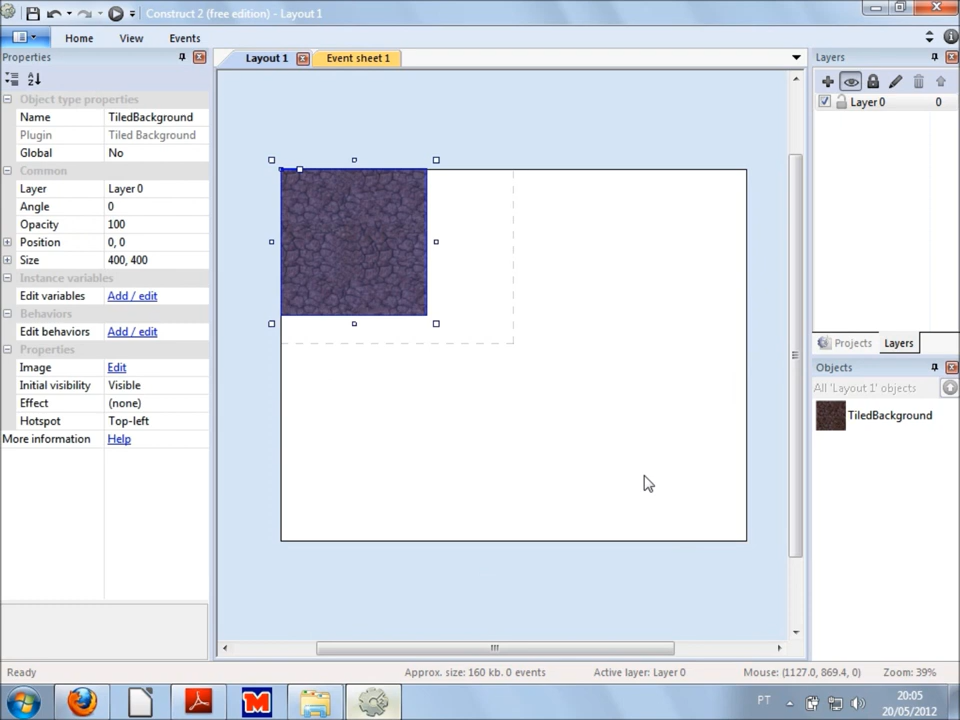 Construct 2 (free edition) - Layout 1
Home View Events
Properties
Object type properties
Name TiledBackground
Plugin Tiled Background
Global No
Common
Layer Layer 0
Angle 0
Opacity 100
Position 0, 0
Size 400, 400
Instance variables
Edit variables Add / edit
Behaviors
Edit behaviors Add / edit
Properties
Image Edit
Initial visibility Visible
Effect (none)
Hotspot Top-left
More information Help
Layout 1 Event sheet 1
Layers
Layer 0 0
Projects Layers
Objects
All 'Layout 1' objects
TiledBackground
Ready Approx. size: 160 kb. 0 events Active layer: Layer 0 Mouse: (1127.0, 869.4, 0) Zoom: 39%
PT
20:05
20/05/2012